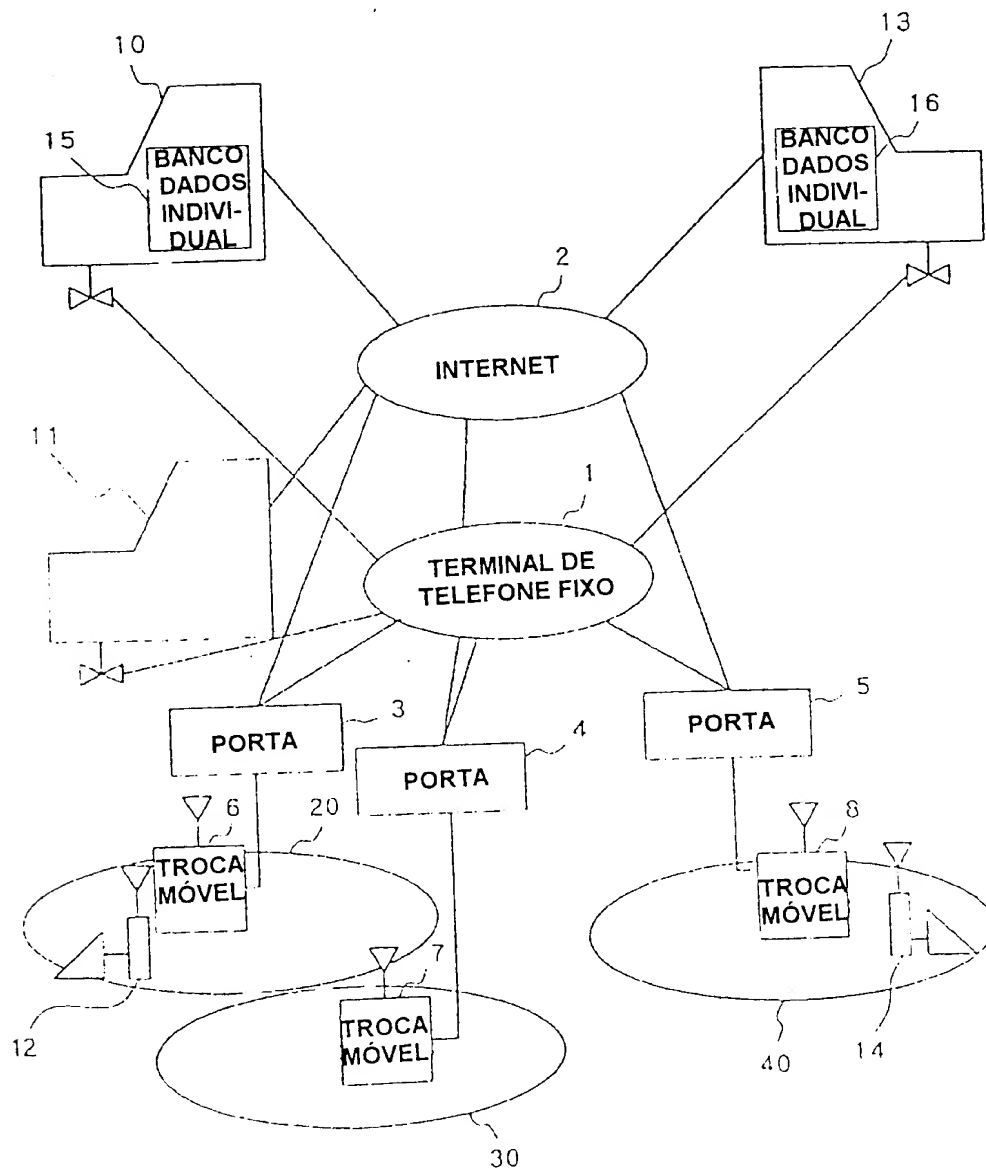 10
13
15
16
BANCO
DADOS
INDIVI-
DUAL
BANCO
DADOS
INDIVI-
DUAL
2
INTERNET
11
1
TERMINAL DE
TELEFONE FIXO
3
PORTA
4
PORTA
5
PORTA
6
20
TROCA
MÓVEL
8
TROCA
MÓVEL
7
TROCA
MÓVEL
12
40
14
30